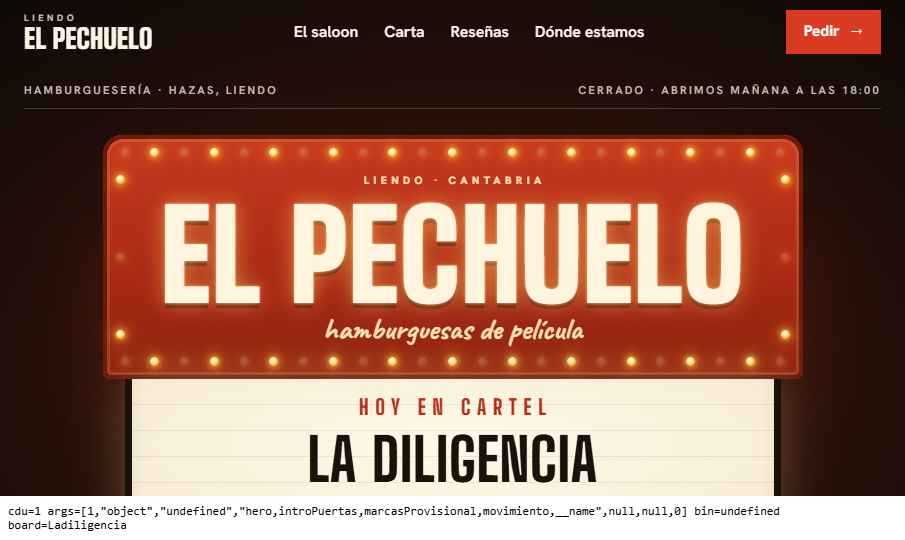 LIENDO
EL PECHUELO
El saloon
Carta
Reseñas
Dónde estamos
Pedir →
HAMBURGUESERÍA · HAZAS, LIENDO
CERRADO · ABRIMOS MAÑANA A LAS 18:00
LIENDO · CANTABRIA
EL PECHUELO
hamburguesas de película
HOY EN CARTEL
LA DILIGENCIA
cdu=1 args=[1,"object","undefined","hero,introPuertas,marcasProvisional,movimiento,__name",null,null,0] bin=undefined
board=Ladiligencia